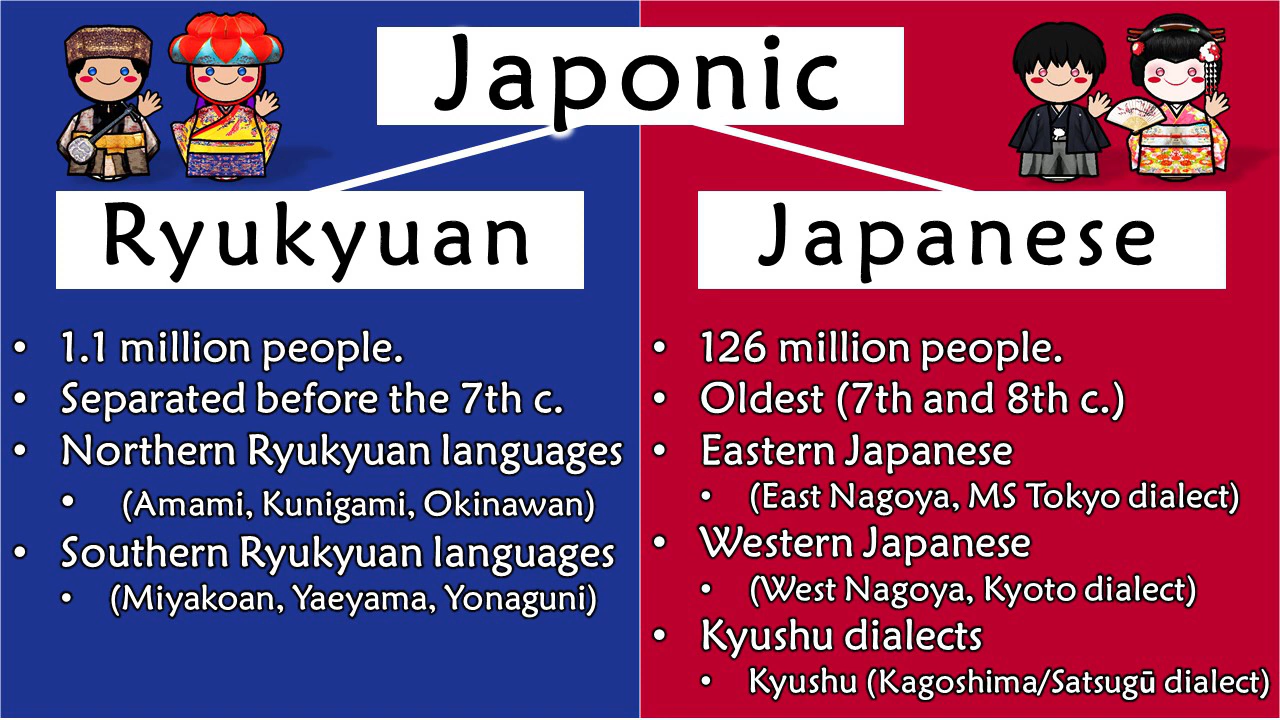 Japonic
Ryukyuan
• 1.1 million people.
• Separated before the 7th c.
• Northern Ryukyuan languages
• (Amami, Kunigami, Okinawan)
• Southern Ryukyuan languages
• (Miyakoan, Yaeyama, Yonaguni)
Japanese
• 126 million people.
• Oldest (7th and 8th c.)
• Eastern Japanese
• (East Nagoya, MS Tokyo dialect)
• Western Japanese
• (West Nagoya, Kyoto dialect)
• Kyushu dialects
• Kyushu (Kagoshima/Satsugū dialect)